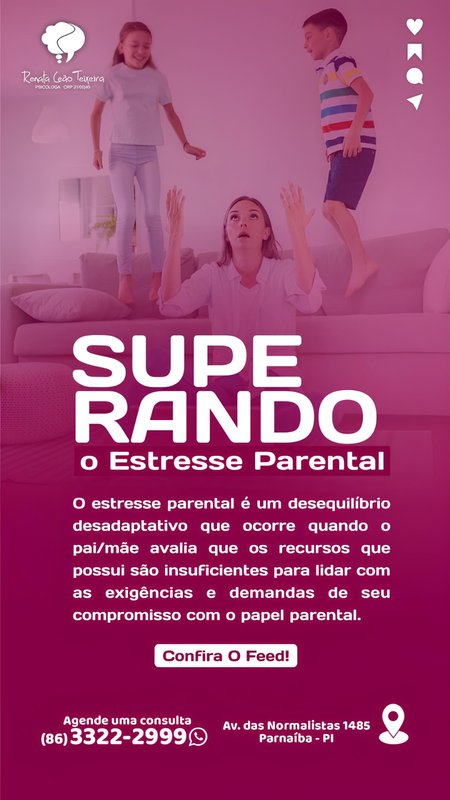 Renata Leão Teixeira
SUPE
RANDO
o Estresse Parental
O estresse parental é um desequilíbrio
desadaptativo que ocorre quando o
pai/mãe avalia que os recursos que
possui são insuficientes para lidar com
as exigências e demandas de seu
compromisso com o papel parental.
Confira O Feed!
Agende uma consulta
(86) 3322-2999
Av. das Normalistas 1485
Parnaíba - PI